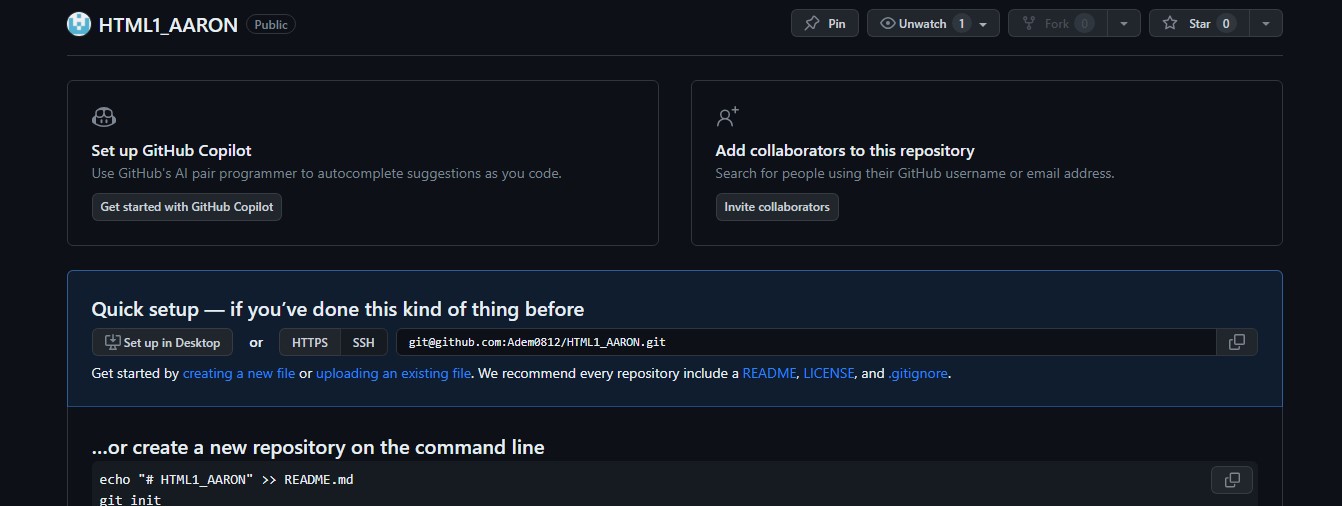 HTML1_AARON Public Pin Unwatch 1 Fork 0 Star 0
Set up GitHub Copilot
Use GitHub's AI pair programmer to autocomplete suggestions as you code.
Get started with GitHub Copilot
Add collaborators to this repository
Search for people using their GitHub username or email address.
Invite collaborators
Quick setup — if you've done this kind of thing before
Set up in Desktop or HTTPS SSH git@github.com:Adem0812/HTML1_AARON.git
Get started by creating a new file or uploading an existing file. We recommend every repository include a README, LICENSE, and .gitignore.
...or create a new repository on the command line
echo "# HTML1_AARON" >> README.md
git init